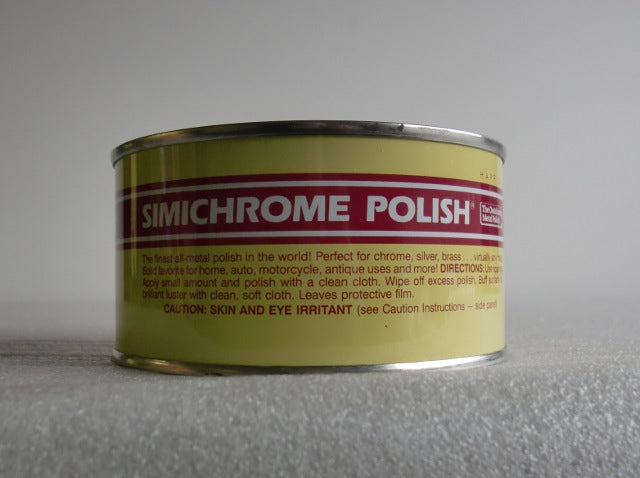 SIMICHROME POLISH®
The finest all-metal polish in the world! Perfect for chrome, silver, brass . . . virtually any
Solid favorite for home, auto, motorcycle, antique uses and more! DIRECTIONS: Use
Apply small amount and polish with a clean cloth. Wipe off excess polish. Buff
brilliant luster with clean, soft cloth. Leaves protective film.
CAUTION: SKIN AND EYE IRRITANT (see Caution Instructions — side panel)